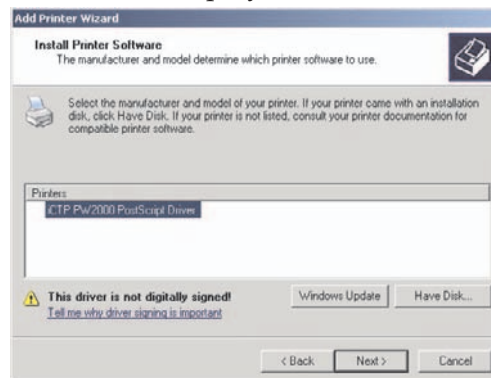 Add Printer Wizard
Install Printer Software
The manufacturer and model determine which printer software to use.
Select the manufacturer and model of your printer. If your printer came with an installation
disk, click Have Disk. If your printer is not listed, consult your printer documentation for
compatible printer software.
Printers
iCTP PW2000 PostScript Driver
This driver is not digitally signed!
Tell me why driver signing is important
Windows Update
Have Disk...
< Back
Next >
Cancel